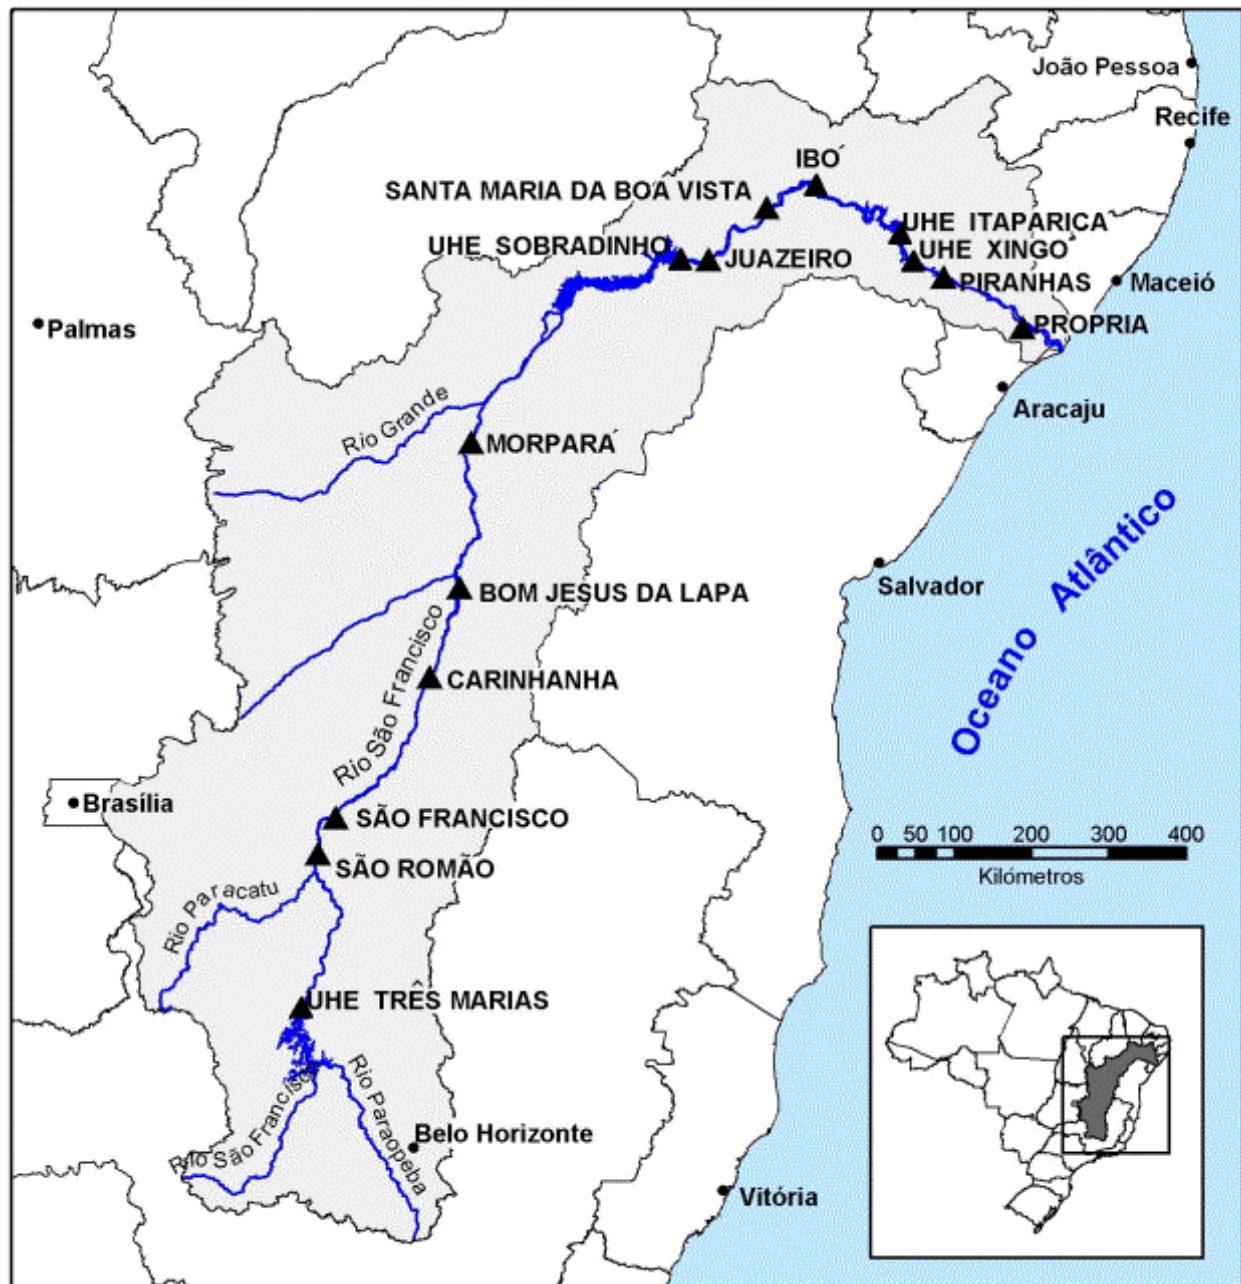 João Pessoa
Recife
IBÓ
SANTA MARIA DA BOA VISTA
UHE ITAPARICA
UHE SOBRADINHO
JUAZEIRO
UHE XINGÓ
PIRANHAS
Maceió
Palmas
PROPRIA
Aracaju
Rio Grande
MORPARÁ
Oceano Atlântico
Salvador
BOM JESUS DA LAPA
Rio São Francisco
CARINHANHA
Brasília
SÃO FRANCISCO
0 50 100 200 300 400
Kilómetros
SÃO ROMÃO
Rio Paracatu
UHE TRÊS MARIAS
Rio São Francisco
Rio Paraopeba
Belo Horizonte
Vitória